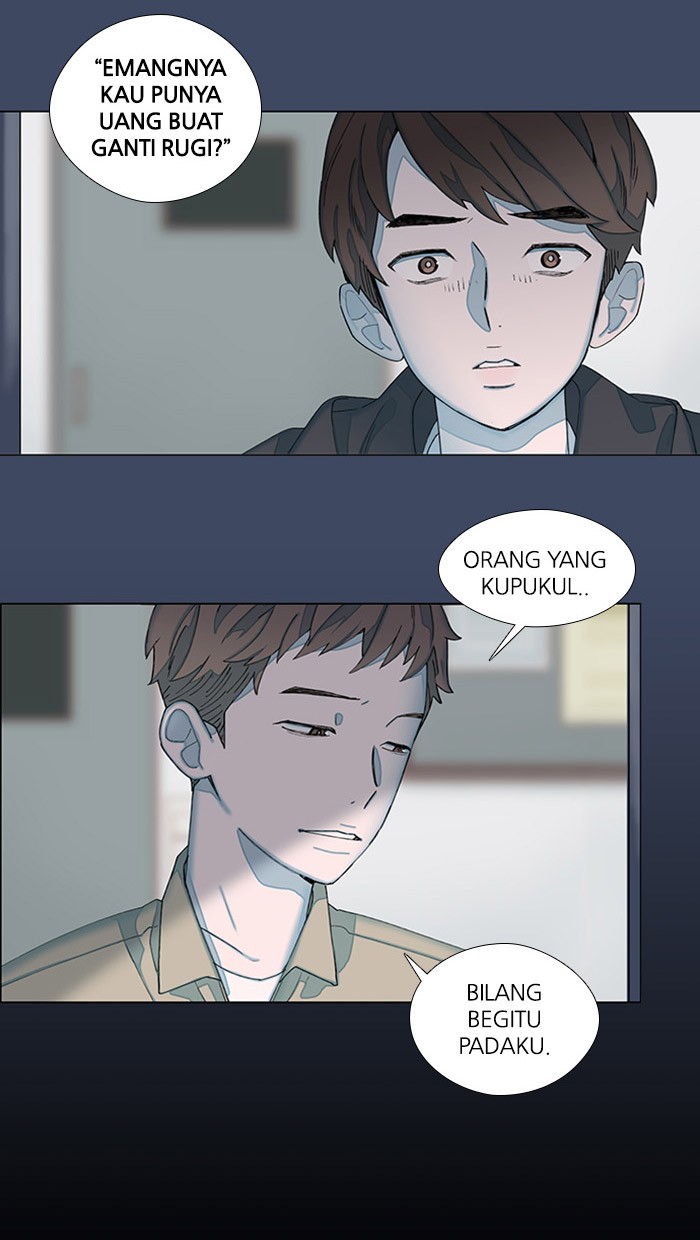 “EMANGNYA
KAU PUNYA
UANG BUAT
GANTI RUGI?”
ORANG YANG
KUPUKUL..
BILANG
BEGITU
PADAKU.